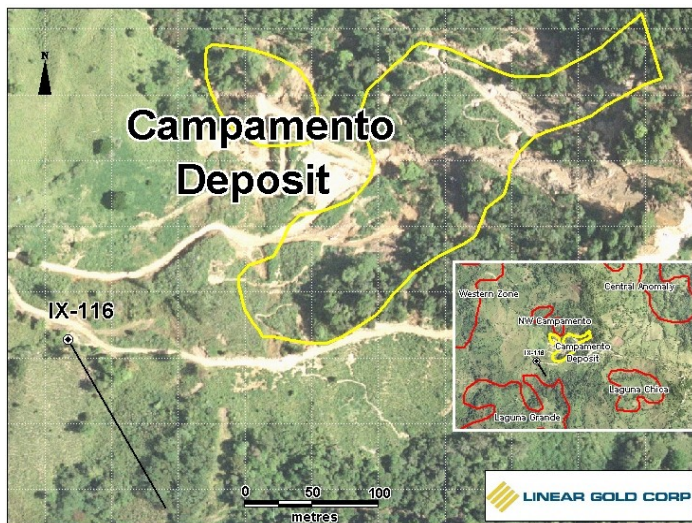 N
Campamento
Deposit
IX-116
Western Zone
Central Anomaly
NW Campamento
IX-116
Campamento
Deposit
Laguna Chica
Laguna Grande
0 50 100
metres
LINEAR GOLD CORP